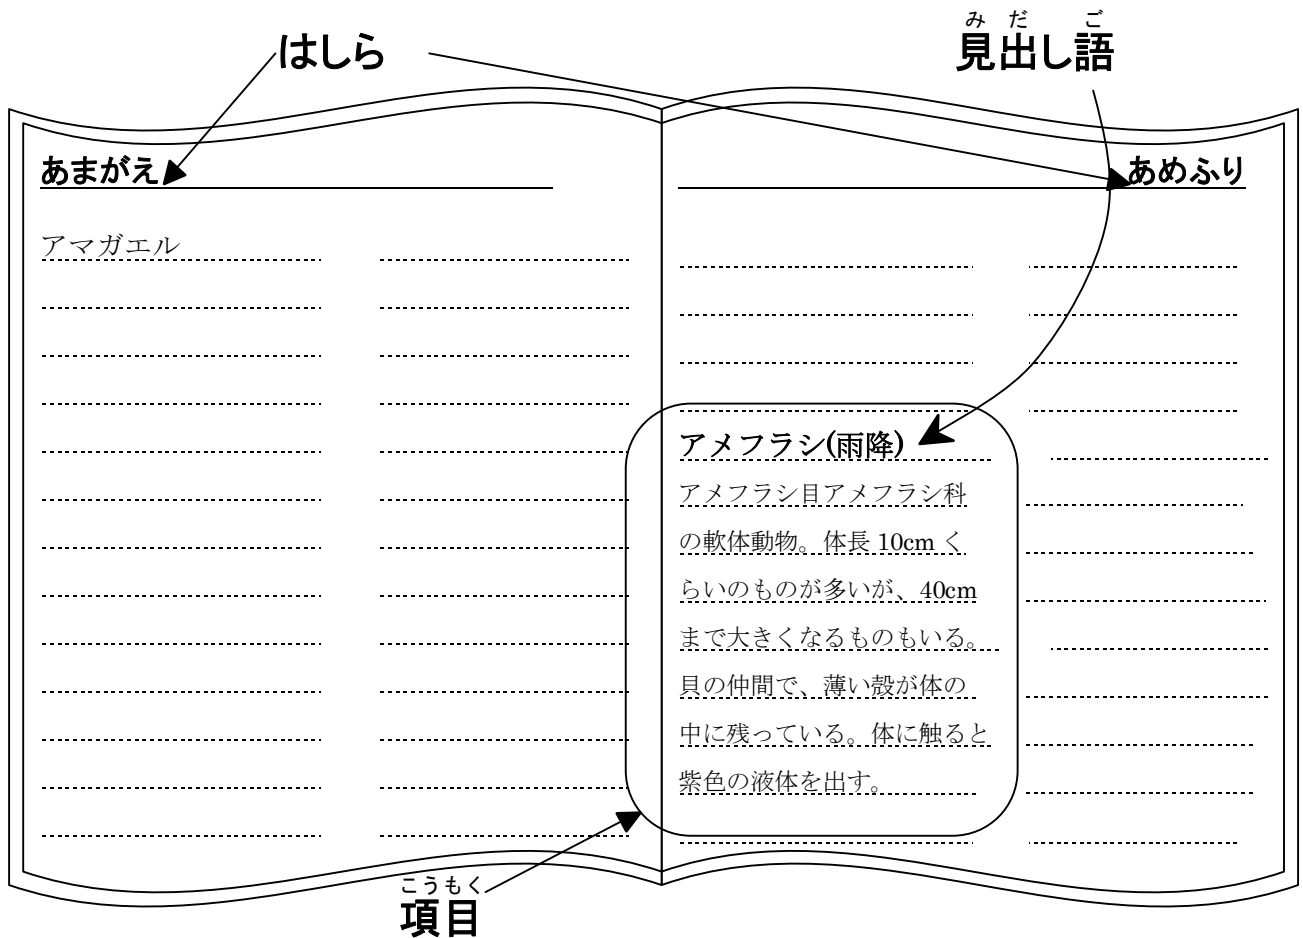 はしら
み だ ご
見出し語
あまがえ
あめふり
アマガエル
アメフラシ(雨降)
アメフラシ目アメフラシ科
の軟体動物。体長 10cm く
らいのものが多いが、40cm
まで大きくなるものもいる。
貝の仲間で、薄い殻が体の
中に残っている。体に触ると
紫色の液体を出す。
こうもく
項目